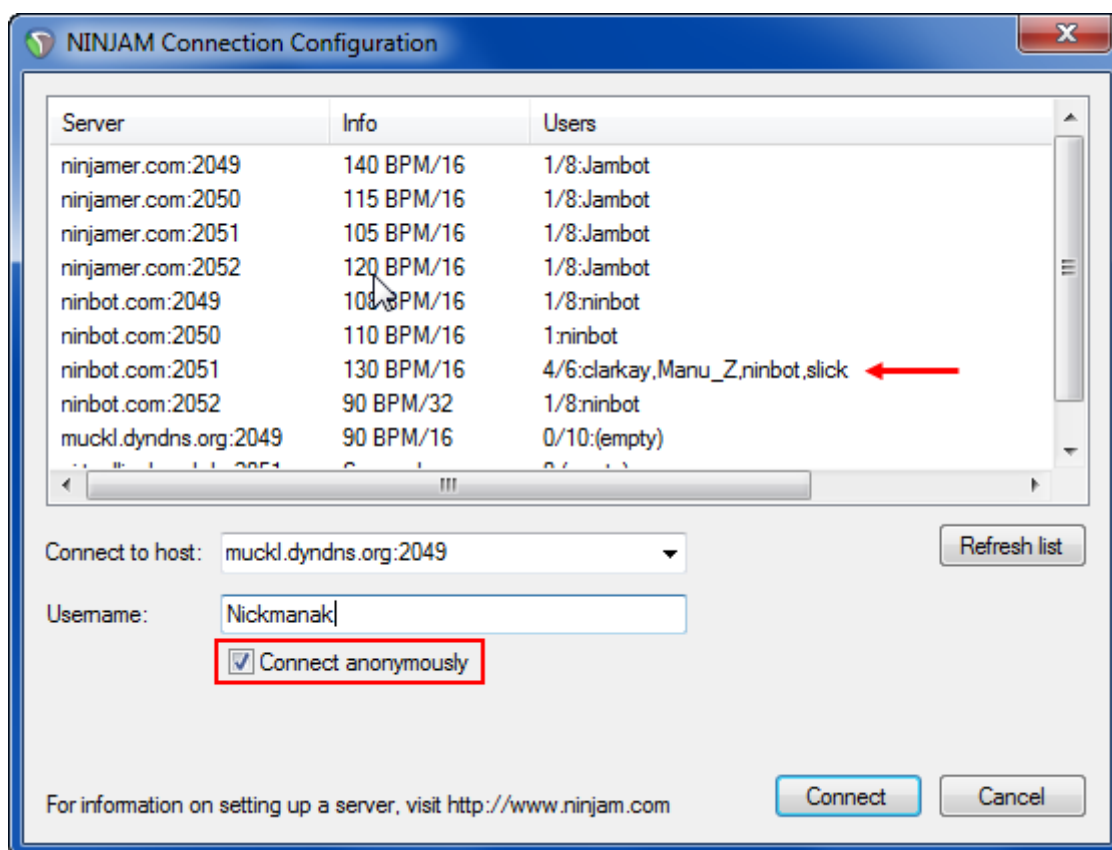 NINJAM Connection Configuration
Server Info Users
ninjamer.com:2049 140 BPM/16 1/8:Jambot
ninjamer.com:2050 115 BPM/16 1/8:Jambot
ninjamer.com:2051 105 BPM/16 1/8:Jambot
ninjamer.com:2052 120 BPM/16 1/8:Jambot
ninbot.com:2049 108 BPM/16 1/8:ninbot
ninbot.com:2050 110 BPM/16 1:ninbot
ninbot.com:2051 130 BPM/16 4/6:clarkay,Manu_Z,ninbot,slick
ninbot.com:2052 90 BPM/32 1/8:ninbot
muckl.dyndns.org:2049 90 BPM/16 0/10:(empty)
Connect to host: muckl.dyndns.org:2049 Refresh list
Username: Nickmanak
Connect anonymously
For information on setting up a server, visit http://www.ninjam.com Connect Cancel